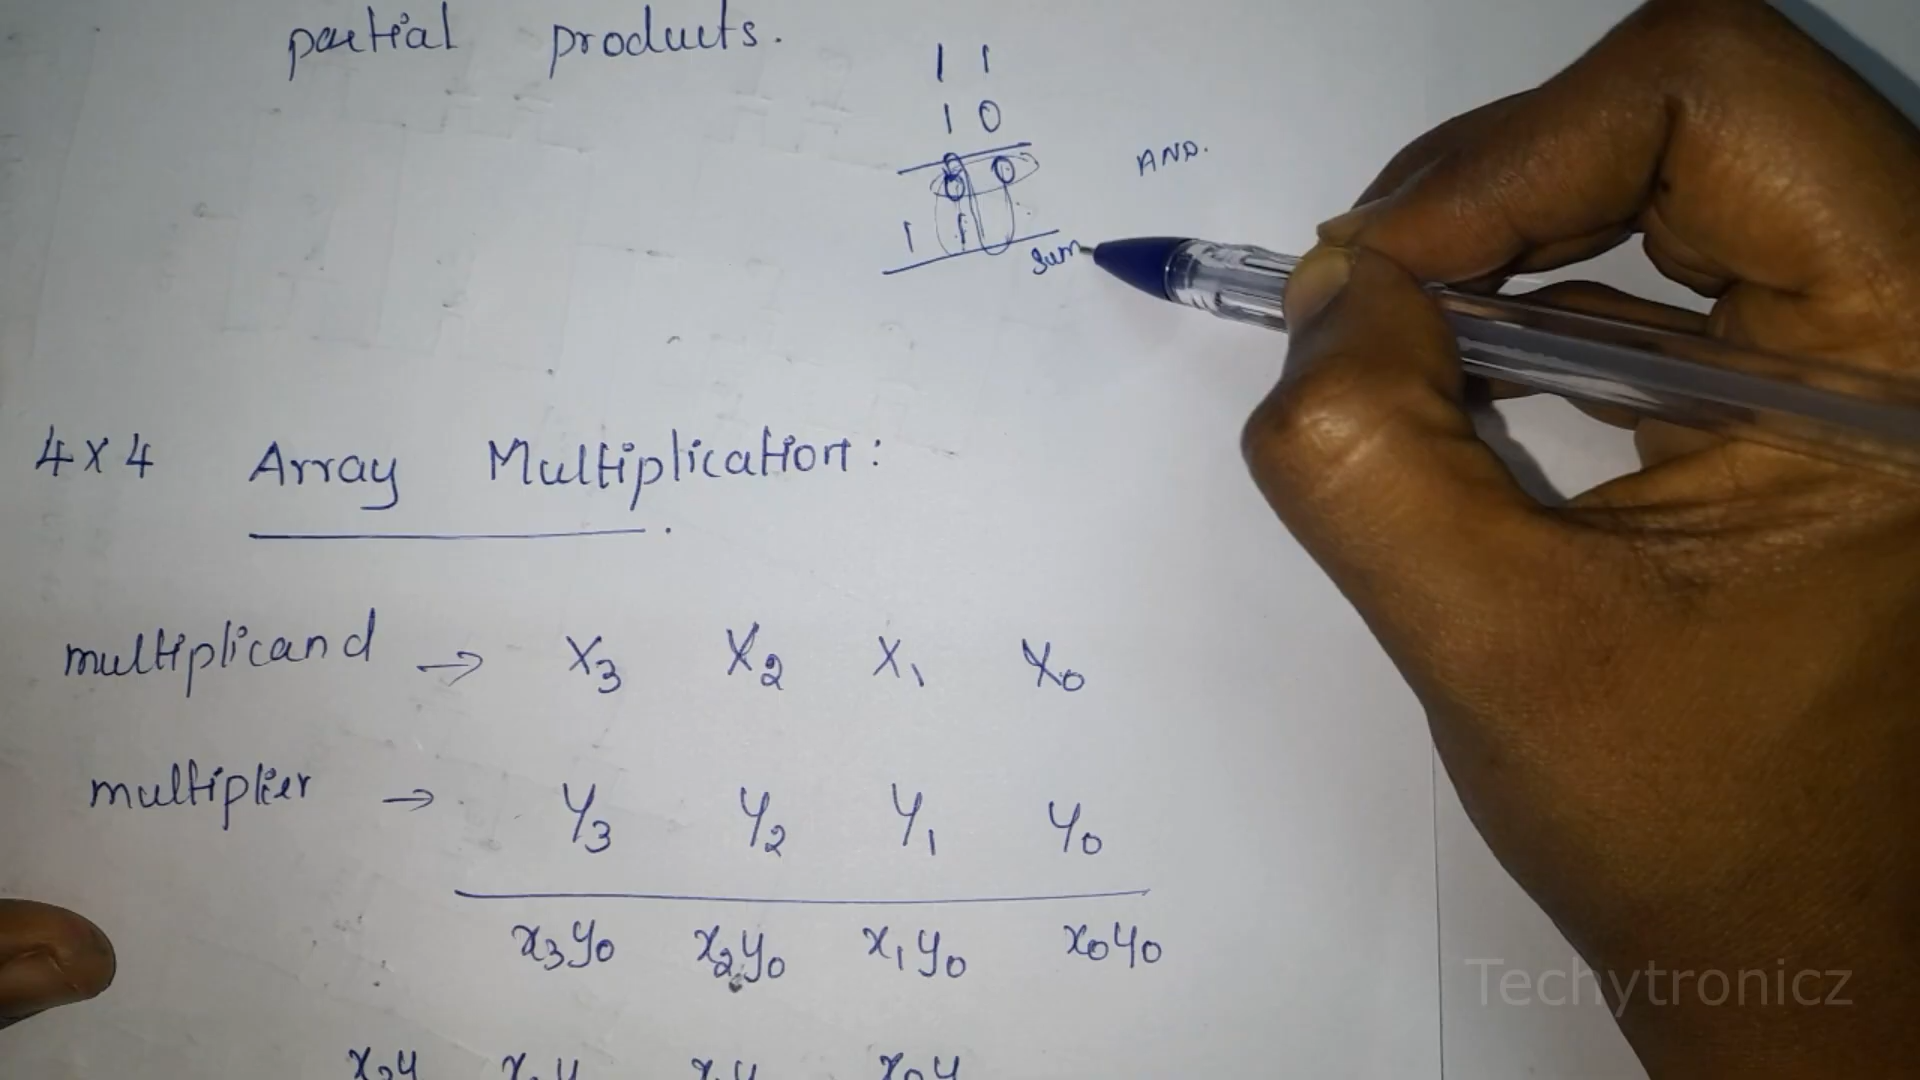 partial products.
1 1
1 0
0 0
1 1
AND.
sum
4x4 Array Multiplication:
multiplicand → X3 X2 X1 X0
multiplier → Y3 Y2 Y1 Y0
x3y0 x2y0 x1y0 x0y0
Techytronicz